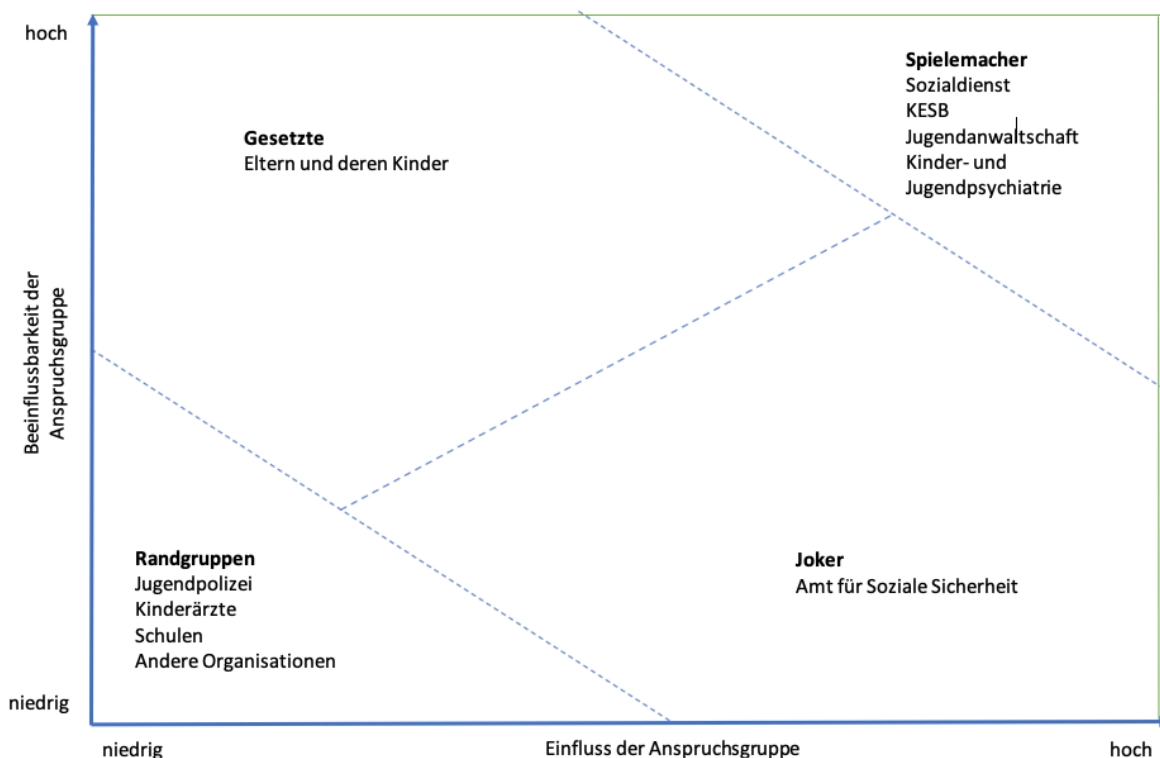 hoch
Spielemacher
Sozialdienst
KESB
Jugendanwaltschaft
Kinder- und
Jugendpsychiatrie
Gesetzte
Eltern und deren Kinder
Beeinflussbarkeit der
Anspruchsgruppe
Randgruppen
Jugendpolizei
Kinderärzte
Schulen
Andere Organisationen
Joker
Amt für Soziale Sicherheit
niedrig
niedrig
Einfluss der Anspruchsgruppe
hoch